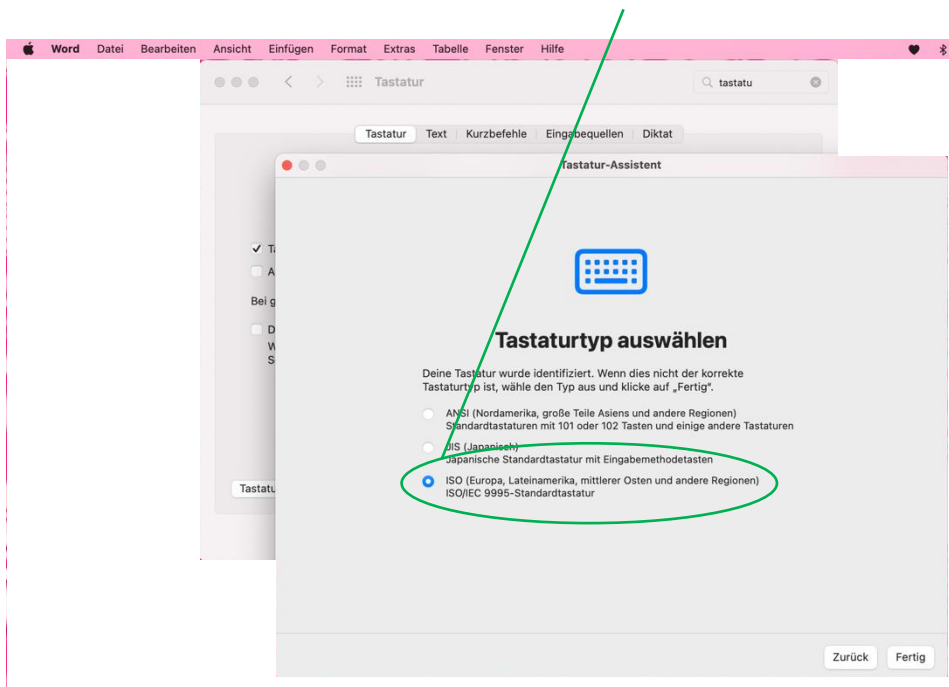 Word Datei Bearbeiten Ansicht Einfügen Format Extras Tabelle Fenster Hilfe
Tastatur
tastatu
Tastatur Text Kurzbefehle Eingabequellen Diktat
Tastatur-Assistent
Bei g
Tastaturtyp auswählen
Deine Tastatur wurde identifiziert. Wenn dies nicht der korrekte
Tastaturtyp ist, wähle den Typ aus und klicke auf „Fertig“.
ANSI (Nordamerika, große Teile Asiens und andere Regionen)
Standardtastaturen mit 101 oder 102 Tasten und einige andere Tastaturen
JIS (Japanisch)
Japanische Standardtastatur mit Eingabemethodetasten
ISO (Europa, Lateinamerika, mittlerer Osten und andere Regionen)
ISO/IEC 9995-Standardtastatur
Tastatu
Zurück Fertig